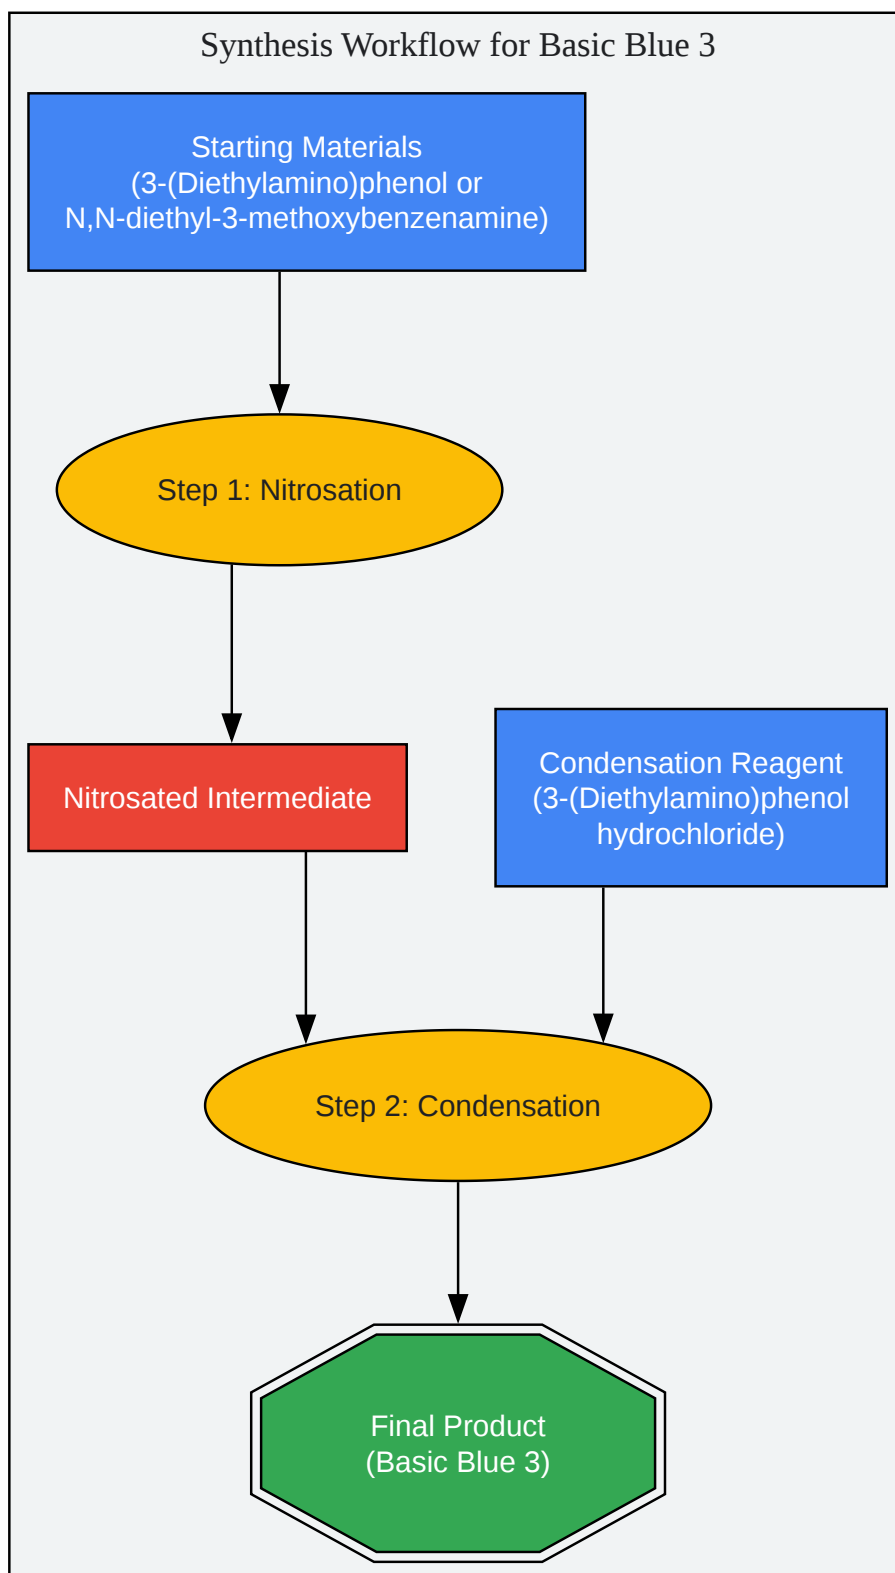 Synthesis Workflow for Basic Blue 3
Starting Materials
(3-(Diethylamino)phenol or
N,N-diethyl-3-methoxybenzenamine)
Step 1: Nitrosation
Nitrosated Intermediate
Condensation Reagent
(3-(Diethylamino)phenol
hydrochloride)
Step 2: Condensation
Final Product
(Basic Blue 3)